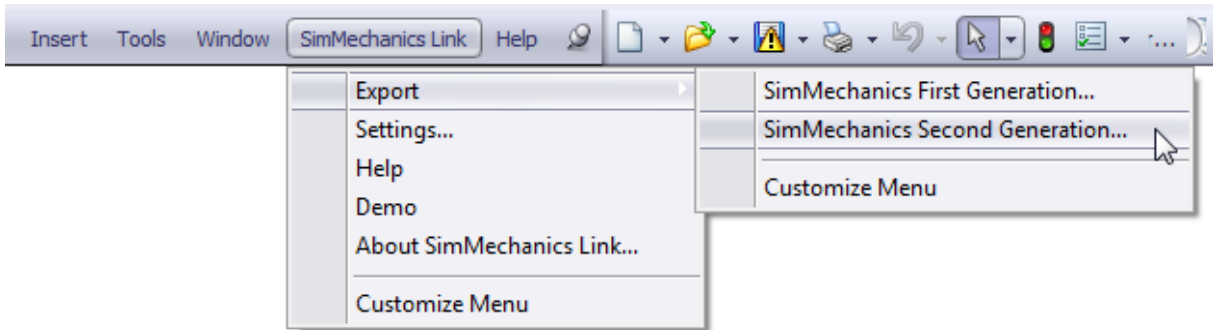 Insert Tools Window SimMechanics Link Help ...
Export
Settings...
Help
Demo
About SimMechanics Link...
Customize Menu
SimMechanics First Generation...
SimMechanics Second Generation...
Customize Menu